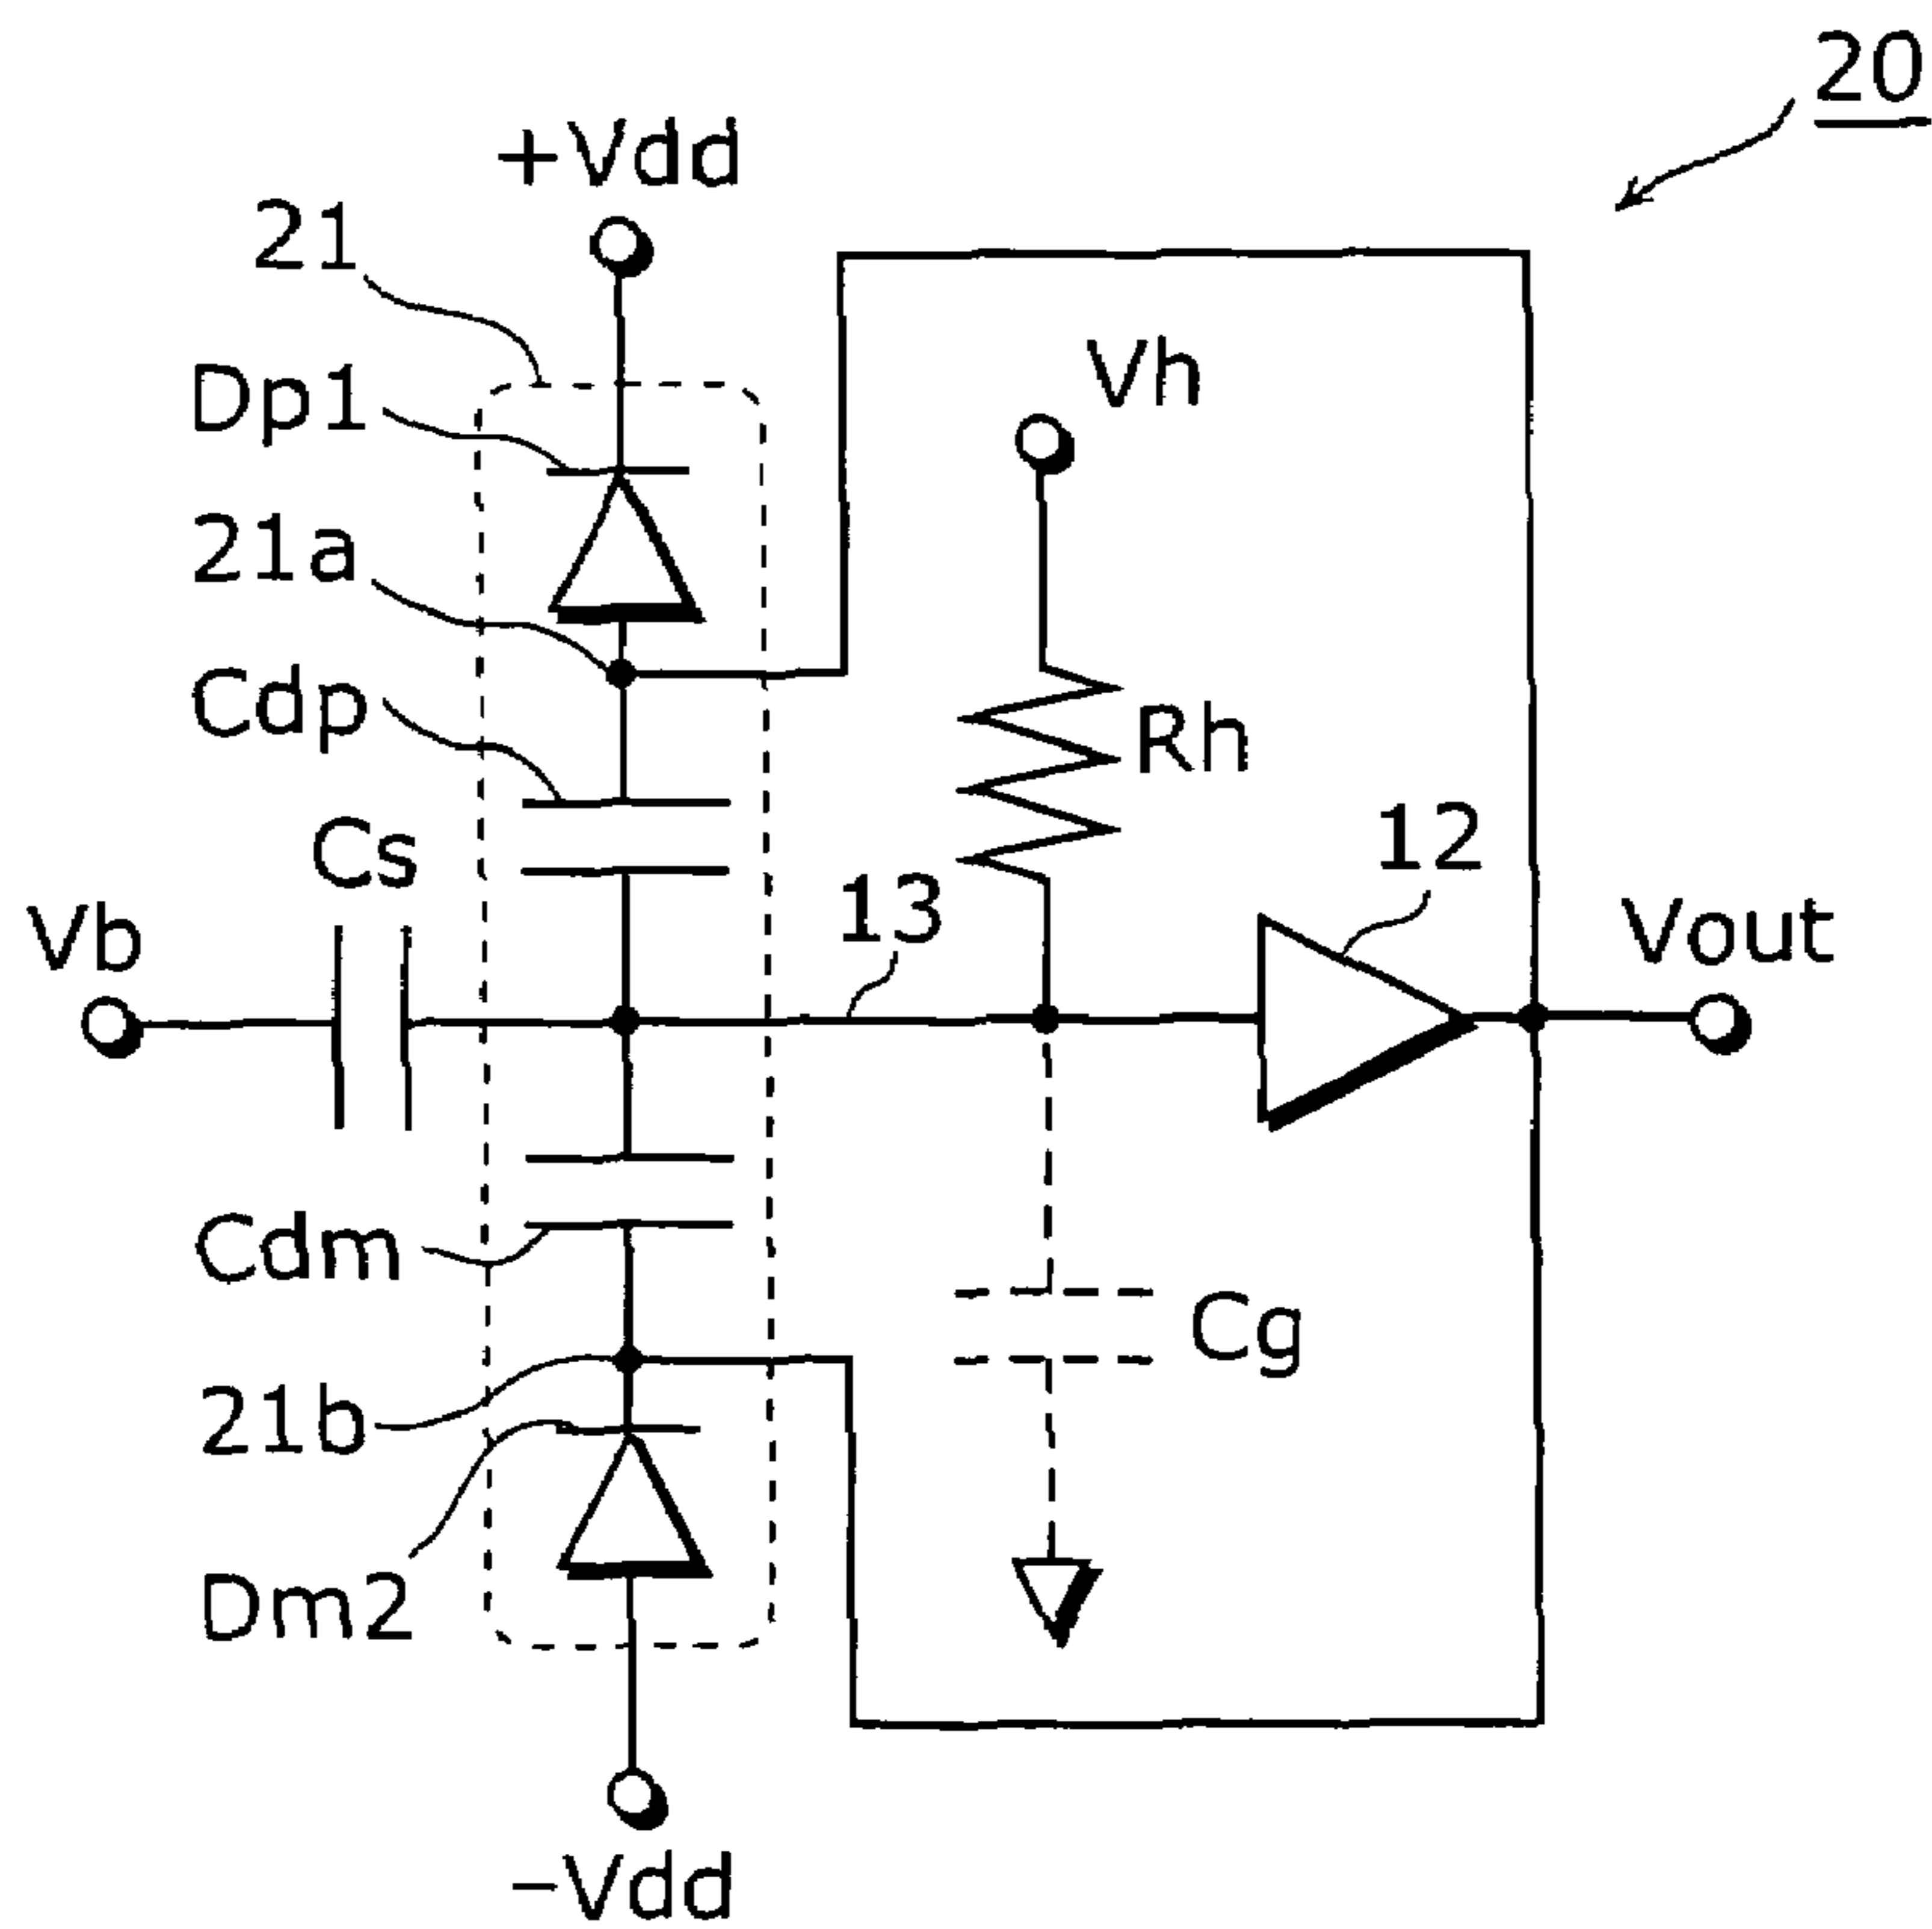 20
+Vdd
21
Vh
Dp1
21a
Cdp
Rh
Cs
12
13
Vb
Vout
Cdm
Cg
21b
Dm2
−Vdd